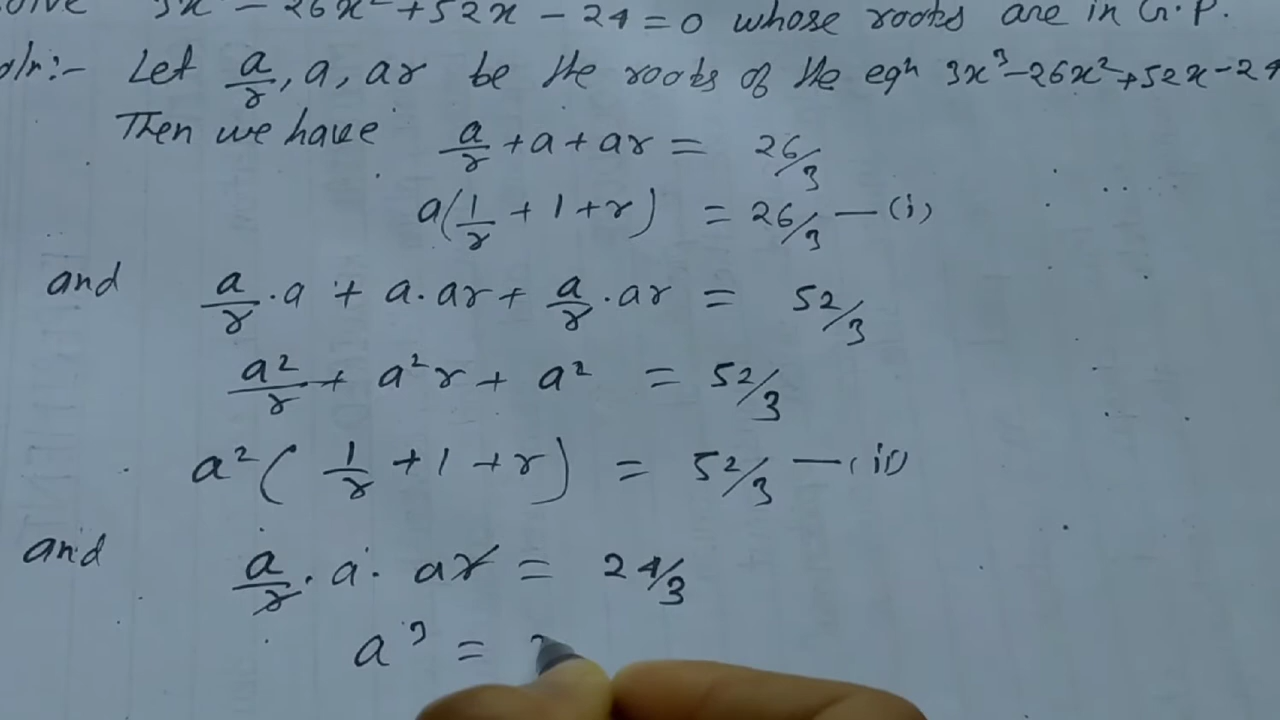 3x³ - 26x² + 52x - 24 = 0 whose roots are in G.P.
Let a/r, a, ar be the roots of the eqn 3x³-26x²+52x-24
Then we have a/r + a + ar = 26/3
a(1/r + 1 + r) = 26/3 — (i)
and a/r . a + a. ar + a/r . ar = 52/3
a²/r + a²r + a² = 52/3
a² ( 1/r + 1 + r) = 52/3 — (ii)
and a/r . a . ar = 24/3
a³ =